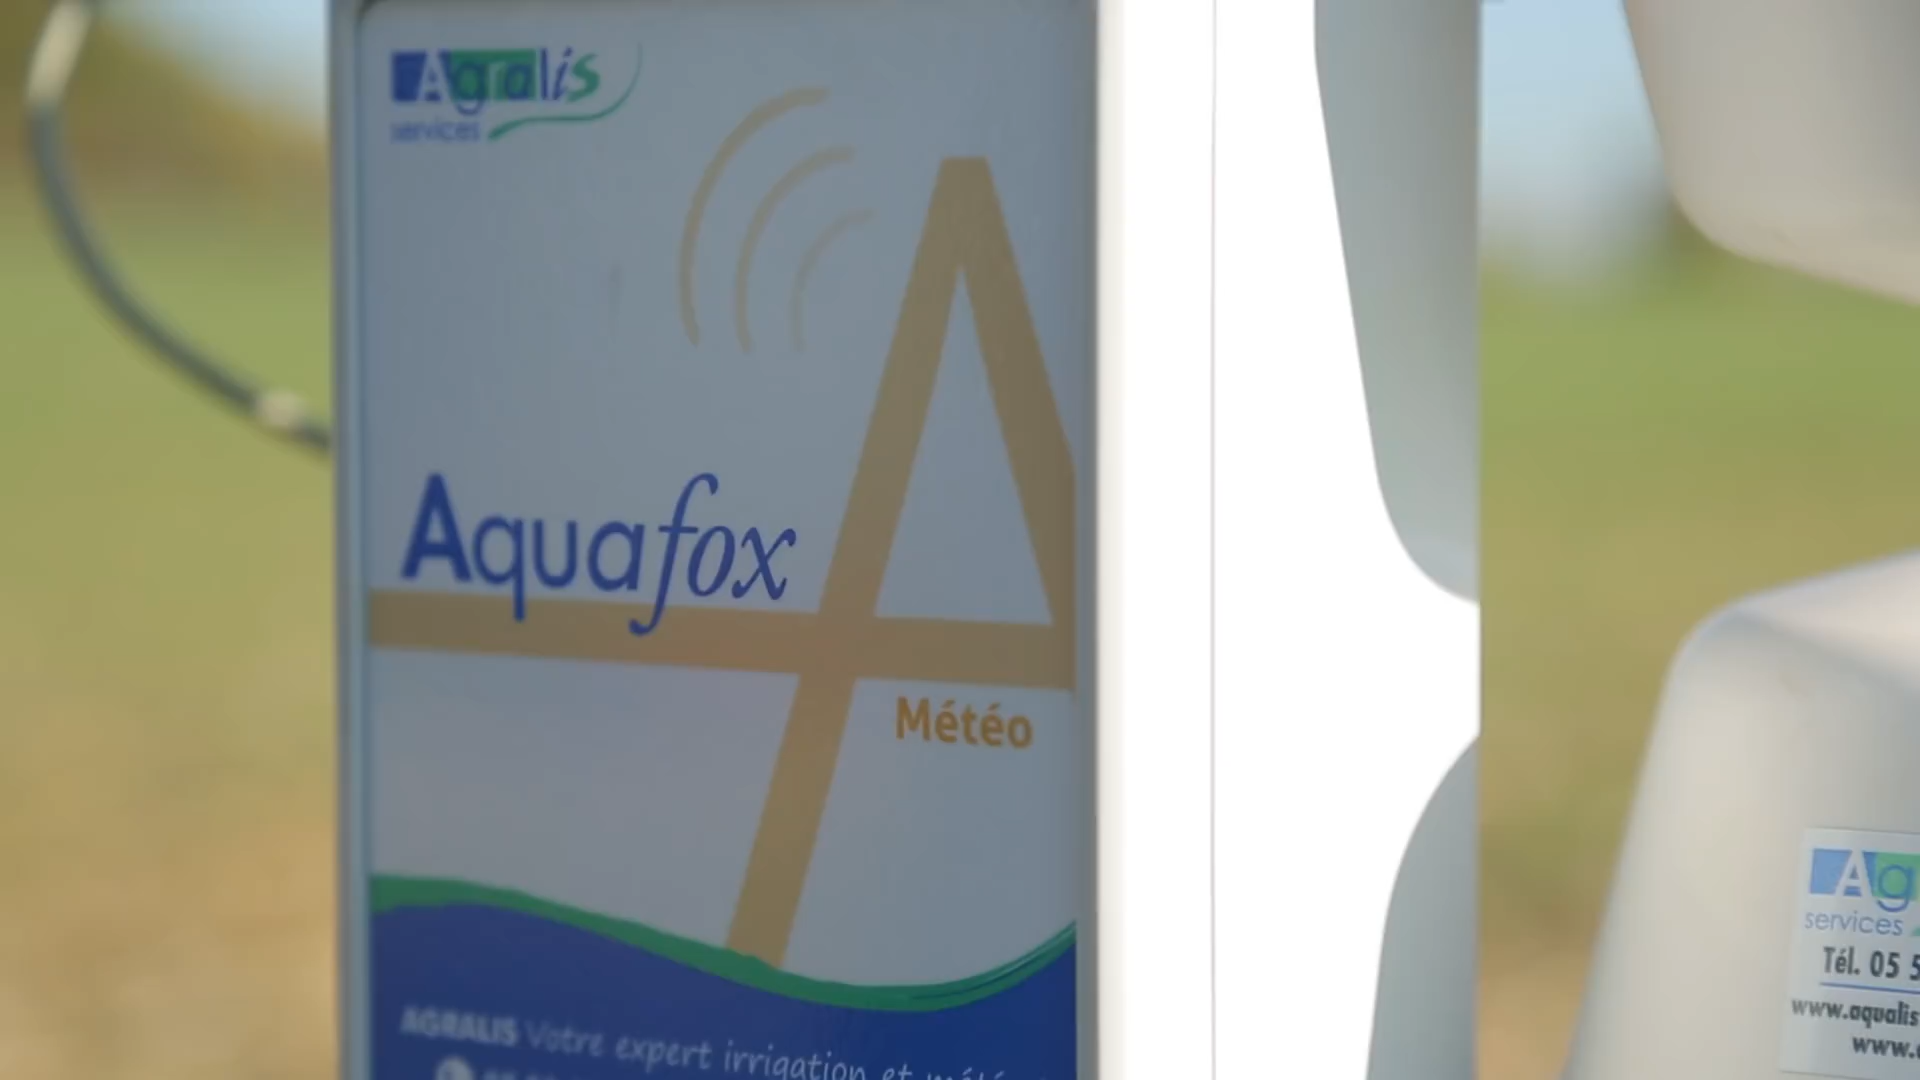 Agralis
services
Aquafox
Météo
AGRALIS Votre expert irrigation et
Ag
services
Tél. 05 5
www.aqualis
www.